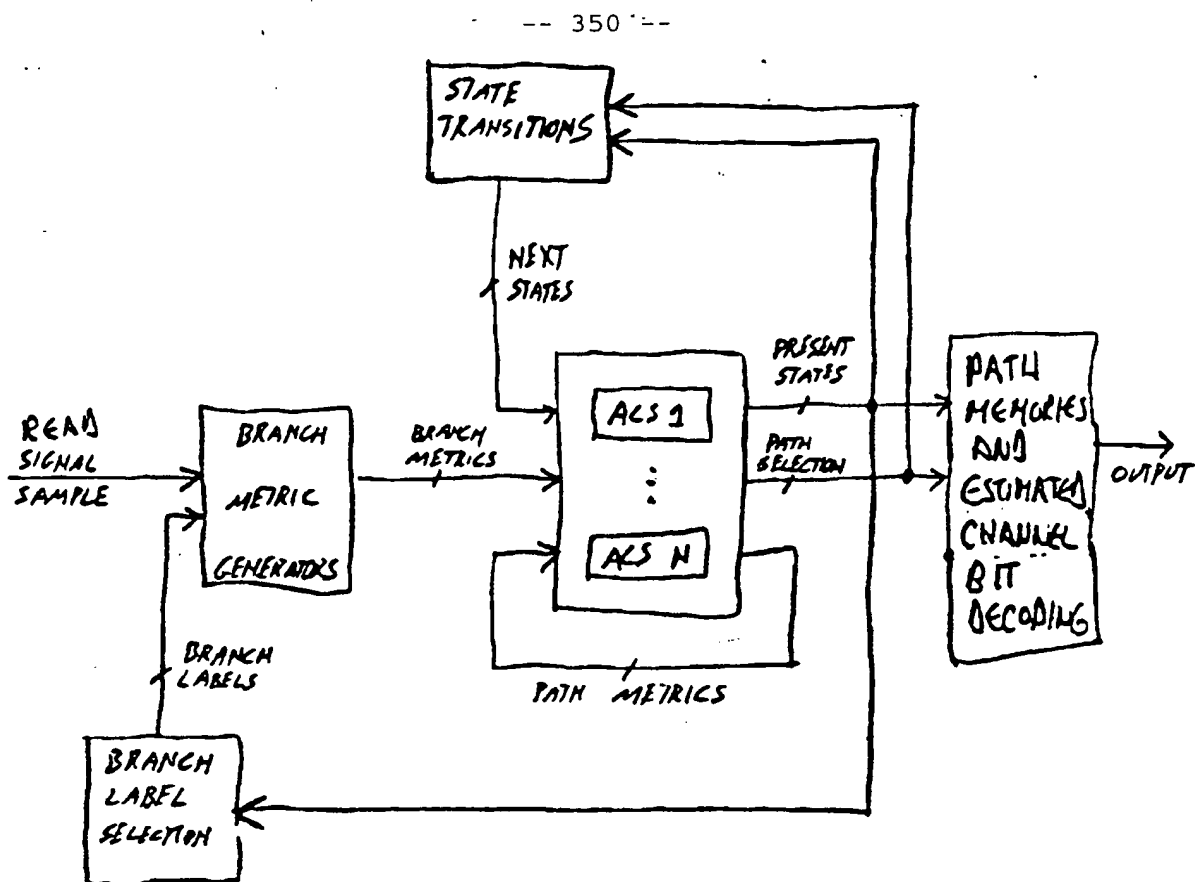 -- 350 --
STATE
TRANSITIONS
NEXT
STATES
PRESENT
STATES
PATH
SELECTION
READ
SIGNAL
SAMPLE
BRANCH
METRIC
GENERATORS
BRANCH
METRICS
ACS 1
ACS N
PATH
MEMORIES
AND
ESTIMATED
CHANNEL
BIT
DECODING
OUTPUT
BRANCH
LABELS
PATH METRICS
BRANCH
LABEL
SELECTION